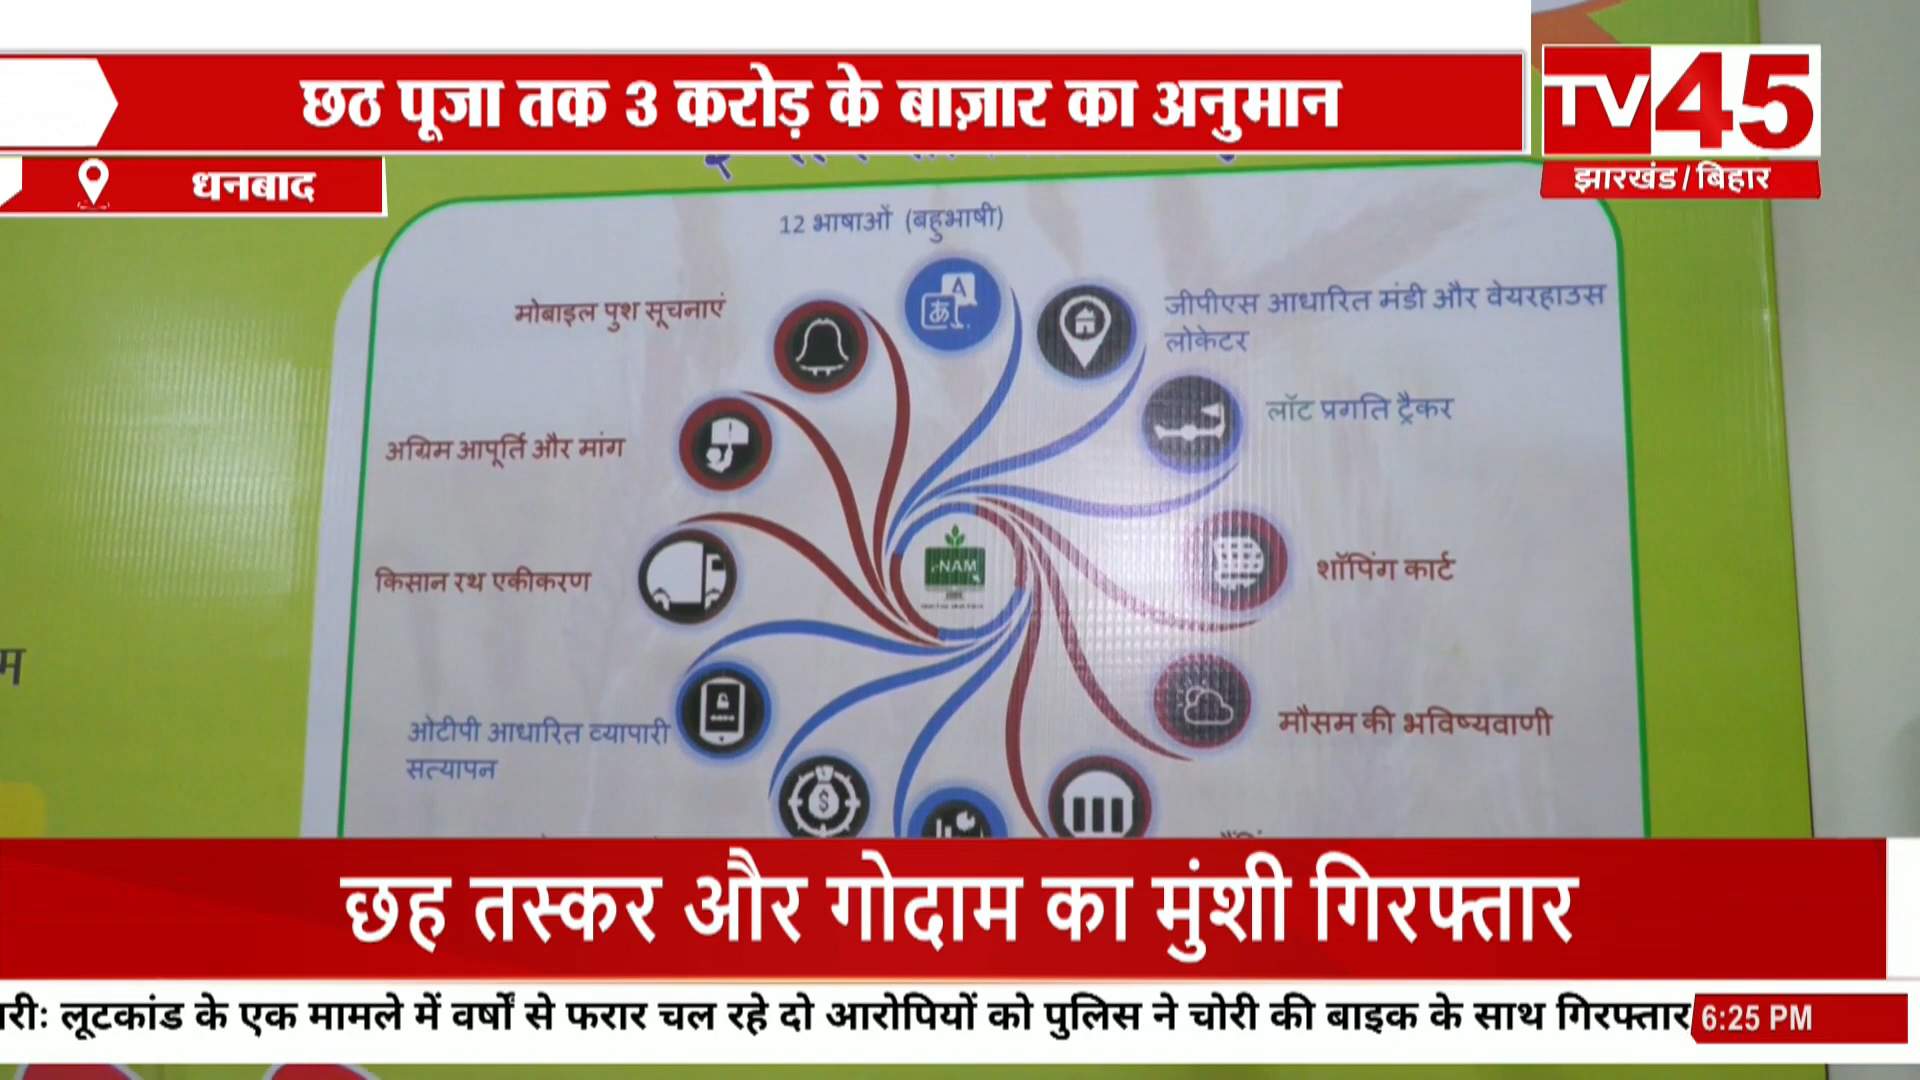 छठ पूजा तक 3 करोड़ के बाज़ार का अनुमान
TV45
झारखंड/बिहार
धनबाद
12 भाषाओं (बहुभाषी)
मोबाइल पुश सूचनाएं
जीपीएस आधारित मंडी और वेयरहाउस
लोकेटर
लॉट प्रगति ट्रैकर
अग्रिम आपूर्ति और मांग
शॉपिंग कार्ट
NAM
किसान रथ एकीकरण
मौसम की भविष्यवाणी
ओटीपी आधारित व्यापारी
सत्यापन
छह तस्कर और गोदाम का मुंशी गिरफ्तार
री: लूटकांड के एक मामले में वर्षों से फरार चल रहे दो आरोपियों को पुलिस ने चोरी की बाइक के साथ गिरफ्तार
6:25 PM